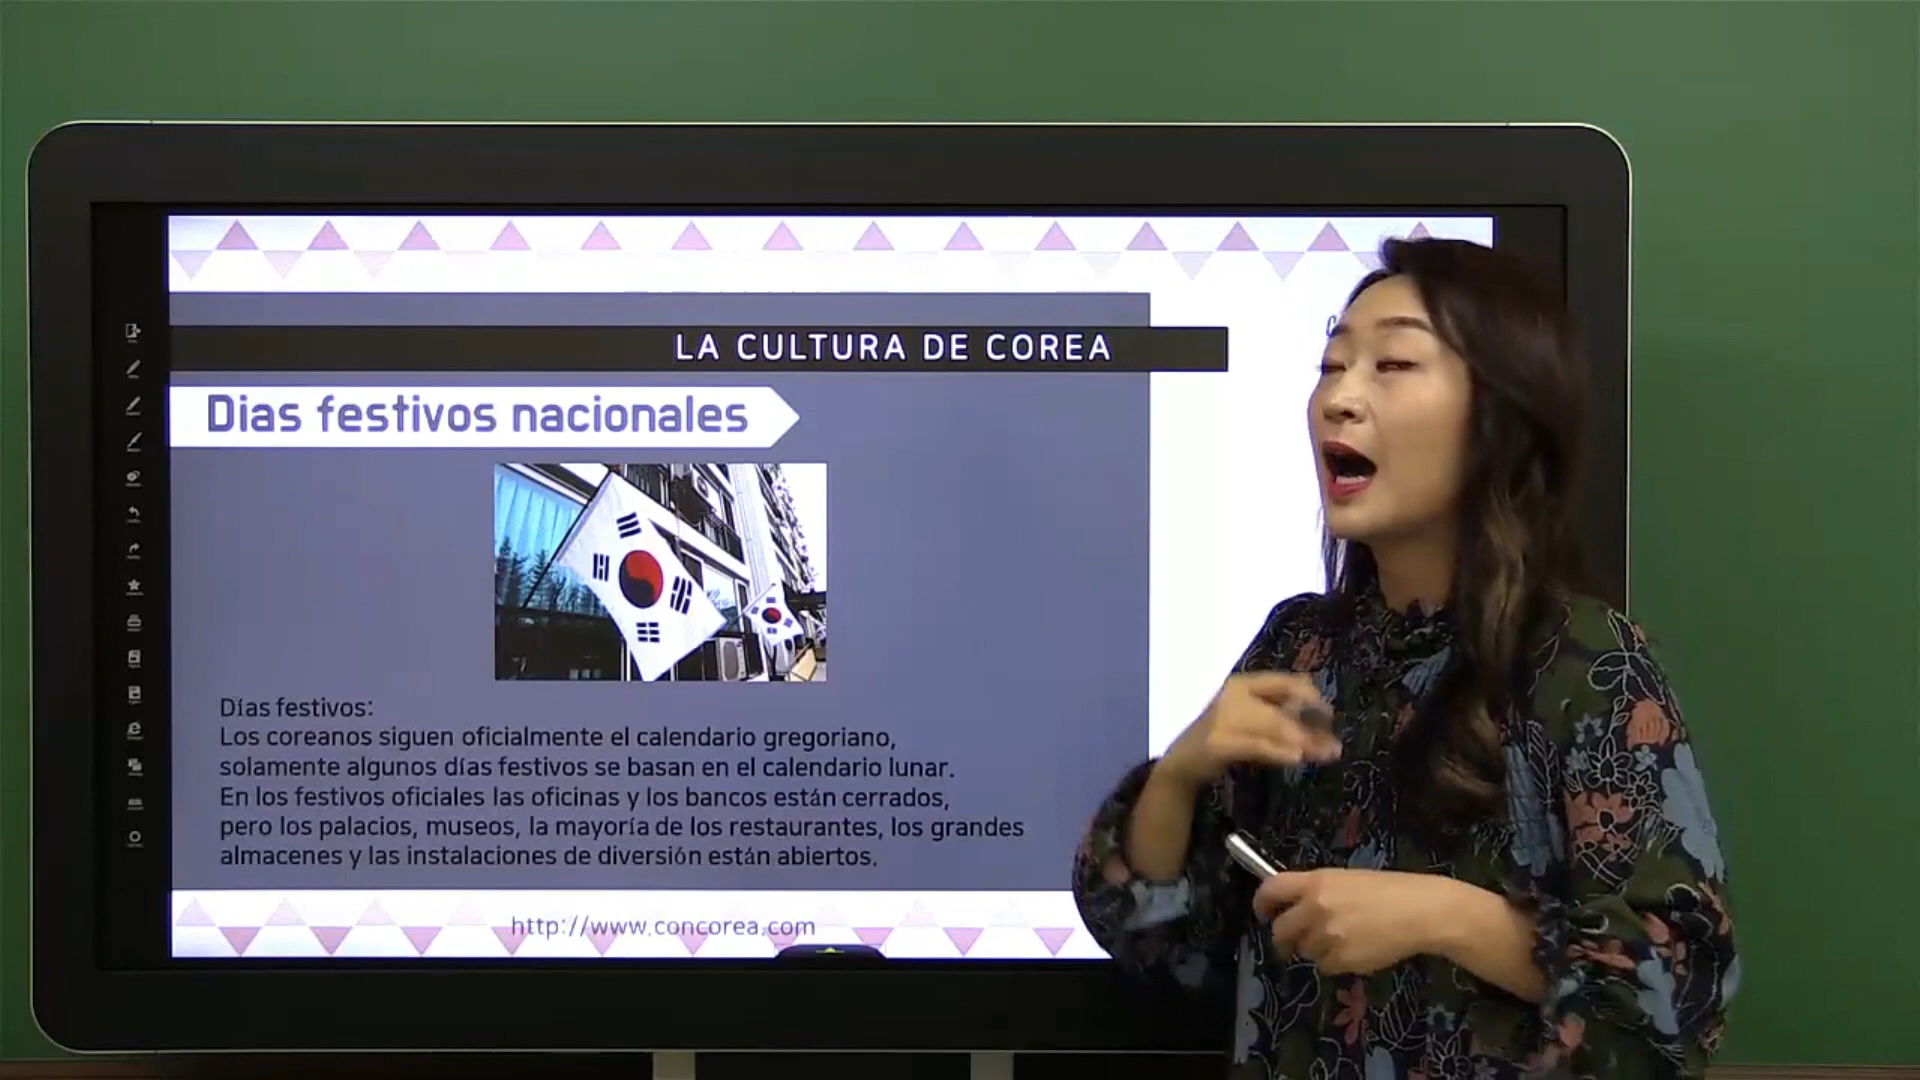 LA CULTURA DE COREA
Dias festivos nacionales
Días festivos:
Los coreanos siguen oficialmente el calendario gregoriano,
solamente algunos días festivos se basan en el calendario lunar.
En los festivos oficiales las oficinas y los bancos están cerrados,
pero los palacios, museos, la mayoría de los restaurantes, los grandes
almacenes y las instalaciones de diversión están abiertos.
http://www.concorea.com